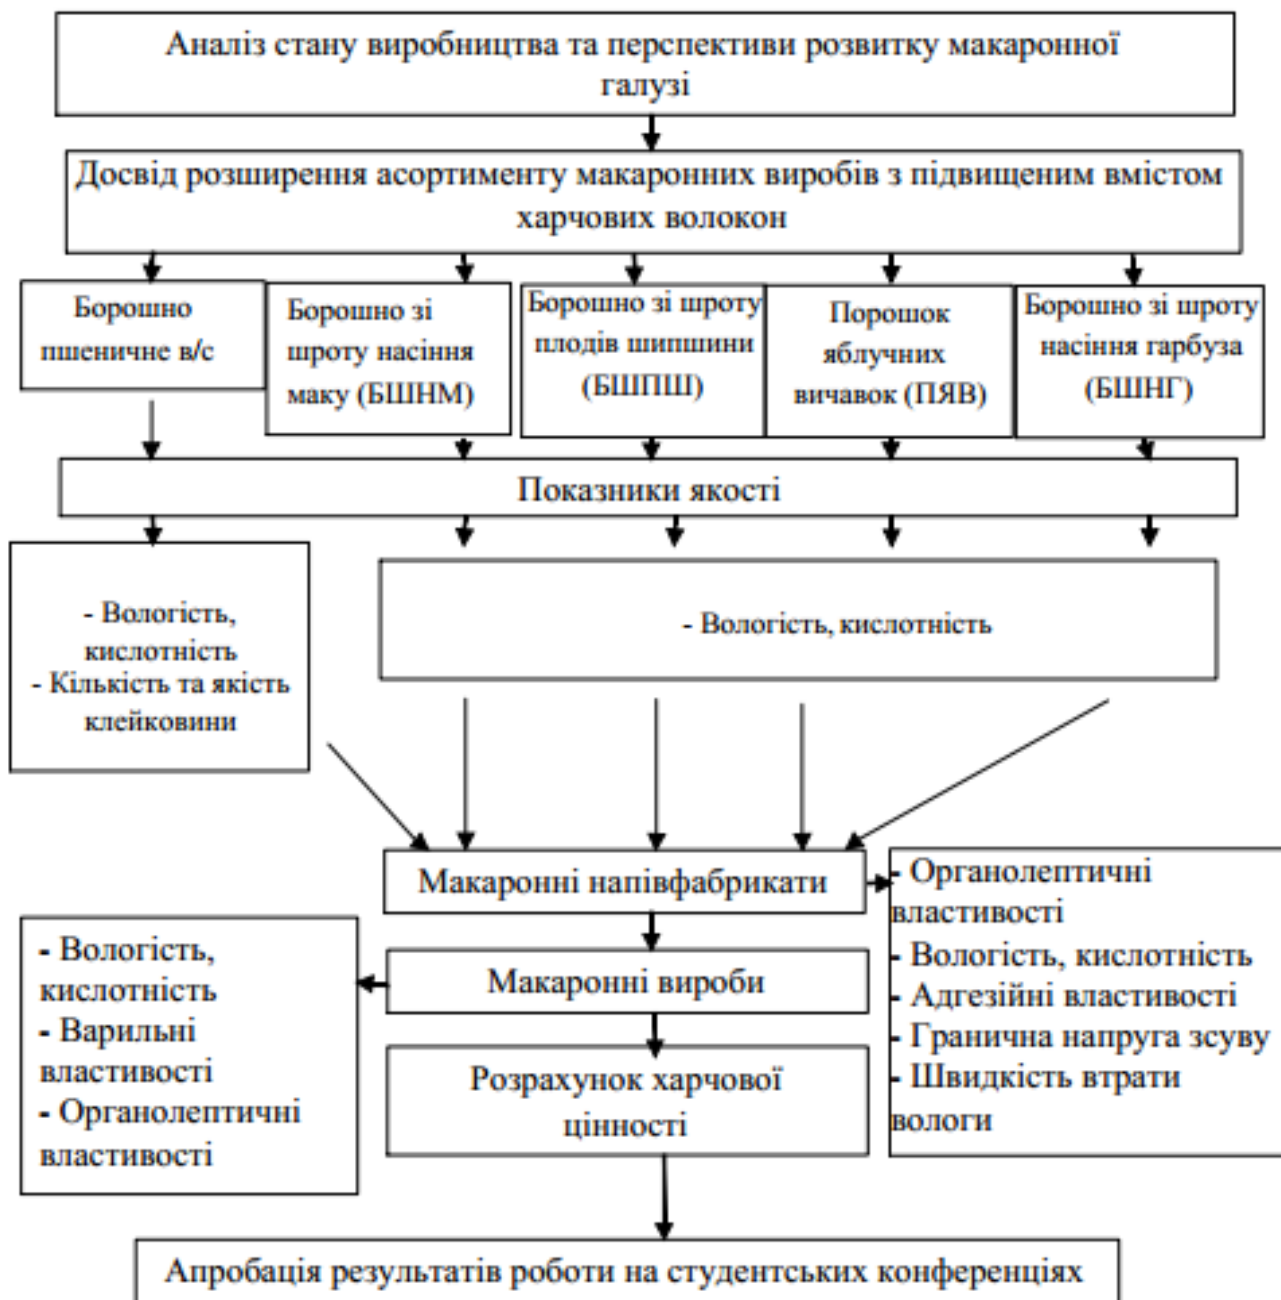 Аналіз стану виробництва та перспективи розвитку макаронної
галузі
Досвід розширення асортименту макаронних виробів з підвищеним вмістом
харчових волокон
Борошно
пшеничне в/с
Борошно зі
шроту насіння
маку (БШНМ)
Борошно зі шроту
плодів шипшини
(БШПШ)
Порошок
яблучних
вичавок (ПЯВ)
Борошно зі шроту
насіння гарбуза
(БШНГ)
Показники якості
- Вологість,
кислотність
- Кількість та якість
клейковини
- Вологість, кислотність
Макаронні напівфабрикати
- Органолептичні
властивості
- Вологість, кислотність
- Адгезійні властивості
- Гранична напруга зсуву
- Швидкість втрати
вологи
Макаронні вироби
- Вологість,
кислотність
- Варильні
властивості
- Органолептичні
властивості
Розрахунок харчової
цінності
Апробація результатів роботи на студентських конференціях